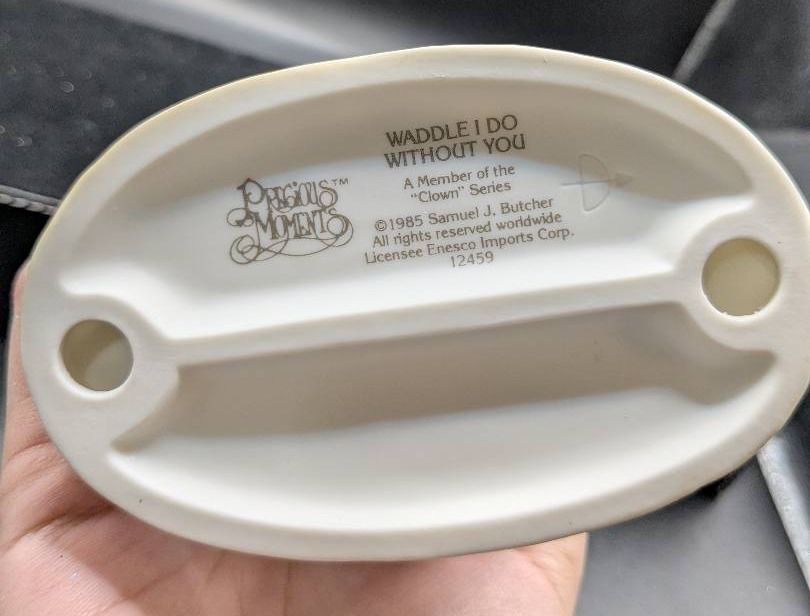 WADDLE I DO
WITHOUT YOU
A Member of the
"Clown" Series
PRECIOUS
MOMENTS™
©1985 Samuel J. Butcher
All rights reserved worldwide
Licensee Enesco Imports Corp.
12459